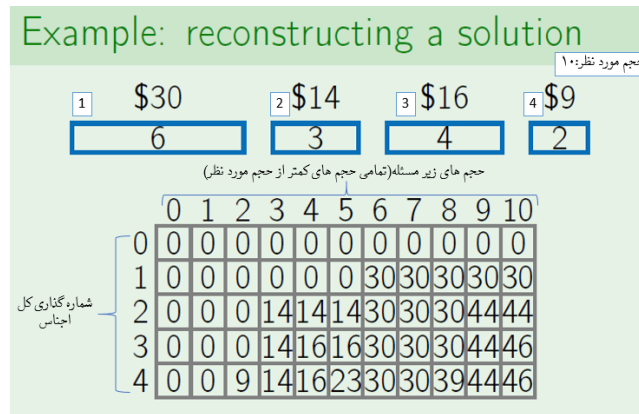 Example: reconstructing a solution
حجم مورد نظر:۱۰
1 $30 2 $14 3 $16 4 $9
6 3 4 2
حجم های زیر مسئله(تمامی حجم های کمتر از حجم مورد نظر)
0 1 2 3 4 5 6 7 8 9 10
0 0 0 0 0 0 0 0 0 0 0 0
1 0 0 0 0 0 0 30 30 30 30 30
2 0 0 0 14 14 14 30 30 30 44 44
3 0 0 0 14 16 16 30 30 30 44 46
4 0 0 9 14 16 23 30 30 39 44 46
شماره گذاری کل
اجناس